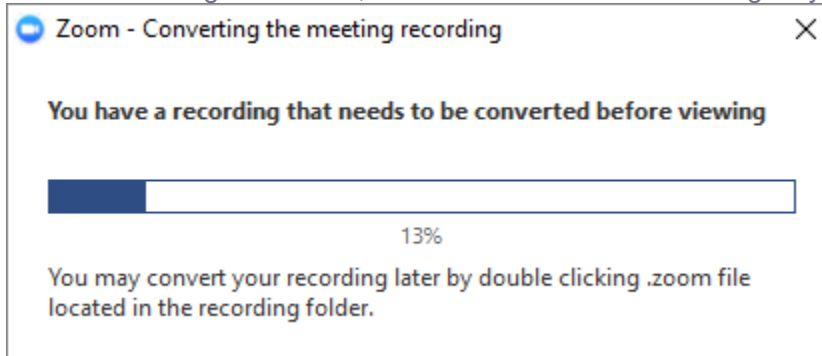 Zoom - Converting the meeting recording
You have a recording that needs to be converted before viewing
13%
You may convert your recording later by double clicking .zoom file
located in the recording folder.